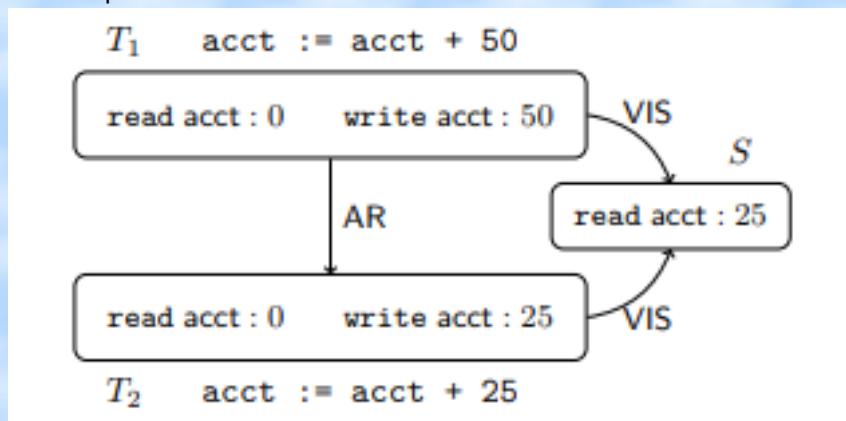 T₁ acct := acct + 50
read acct : 0 write acct : 50
VIS
S
AR
read acct : 25
read acct : 0 write acct : 25
VIS
T₂ acct := acct + 25